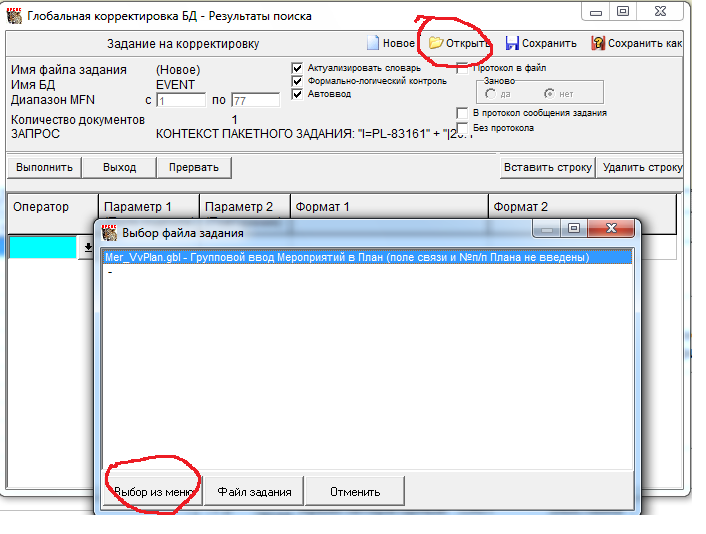 Глобальная корректировка БД - Результаты поиска
Задание на корректировку Новое Открыть Сохранить Сохранить как
Имя файла задания (Новое)
Имя БД EVENT
Диапазон MFN с 1 по 77
Количество документов 1
ЗАПРОС КОНТЕКСТ ПАКЕТНОГО ЗАДАНИЯ: "I=PL-83161" + "|20.1
Актуализировать словарь
Формально-логический контроль
Автоввод
Протокол в файл
Заново
да нет
В протокол сообщения задания
Без протокола
Выполнить Выход Прервать Вставить строку Удалить строку
Оператор Параметр 1 Параметр 2 Формат 1 Формат 2
Выбор файла задания
Mer_VvPlan.gbl - Групповой ввод Мероприятий в План (поле связи и №п/п Плана не введены)
-
Выбор из меню Файл задания Отменить